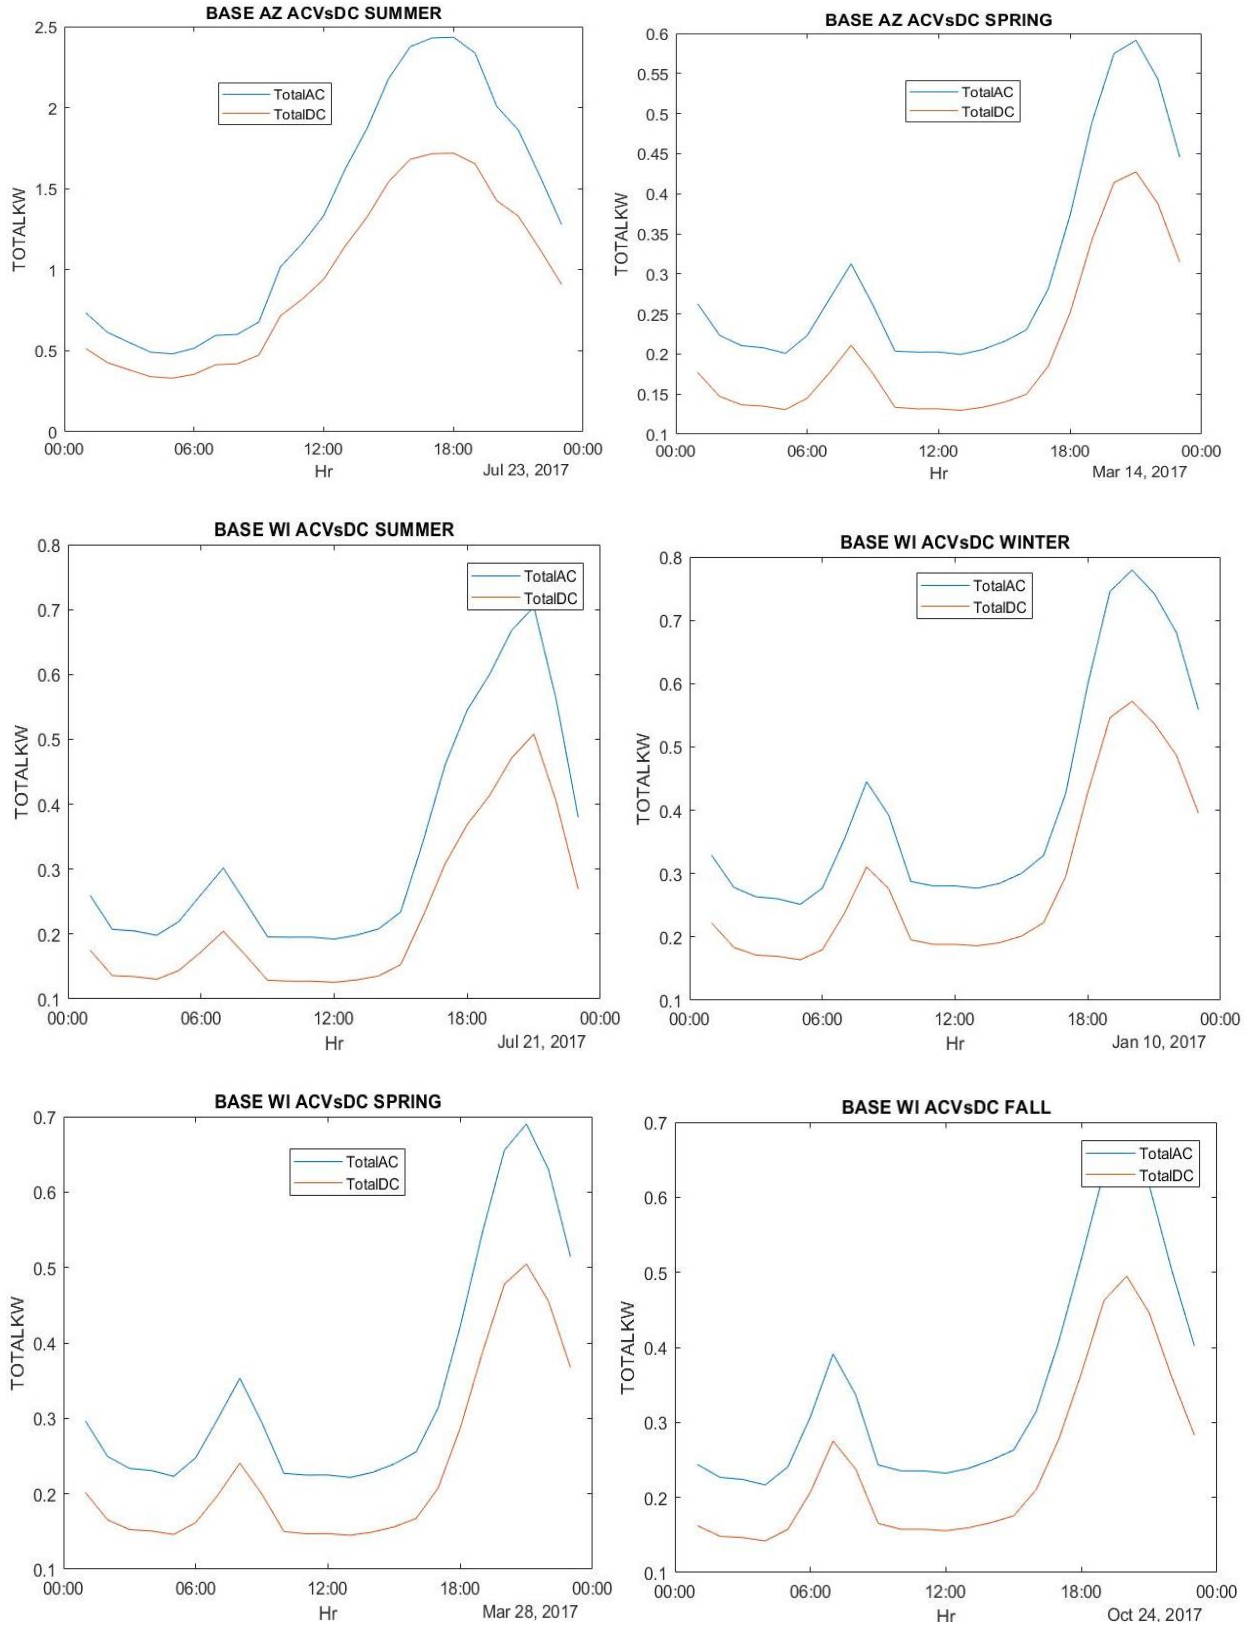 BASE AZ ACVsDC SUMMER
2.5
2
1.5
1
0.5
0
TOTALKW
TotalAC
TotalDC
00:00 06:00 12:00 18:00 00:00
Hr
Jul 23, 2017
BASE AZ ACVsDC SPRING
0.6
0.55
0.5
0.45
0.4
0.35
0.3
0.25
0.2
0.15
0.1
TOTALKW
TotalAC
TotalDC
00:00 06:00 12:00 18:00 00:00
Hr
Mar 14, 2017
BASE WI ACVsDC SUMMER
0.8
0.7
0.6
0.5
0.4
0.3
0.2
0.1
TOTALKW
TotalAC
TotalDC
00:00 06:00 12:00 18:00 00:00
Hr
Jul 21, 2017
BASE WI ACVsDC WINTER
0.8
0.7
0.6
0.5
0.4
0.3
0.2
0.1
TOTALKW
TotalAC
TotalDC
00:00 06:00 12:00 18:00 00:00
Hr
Jan 10, 2017
BASE WI ACVsDC SPRING
0.7
0.6
0.5
0.4
0.3
0.2
0.1
TOTALKW
TotalAC
TotalDC
00:00 06:00 12:00 18:00 00:00
Hr
Mar 28, 2017
BASE WI ACVsDC FALL
0.7
0.6
0.5
0.4
0.3
0.2
0.1
TOTALKW
TotalAC
TotalDC
00:00 06:00 12:00 18:00 00:00
Hr
Oct 24, 2017